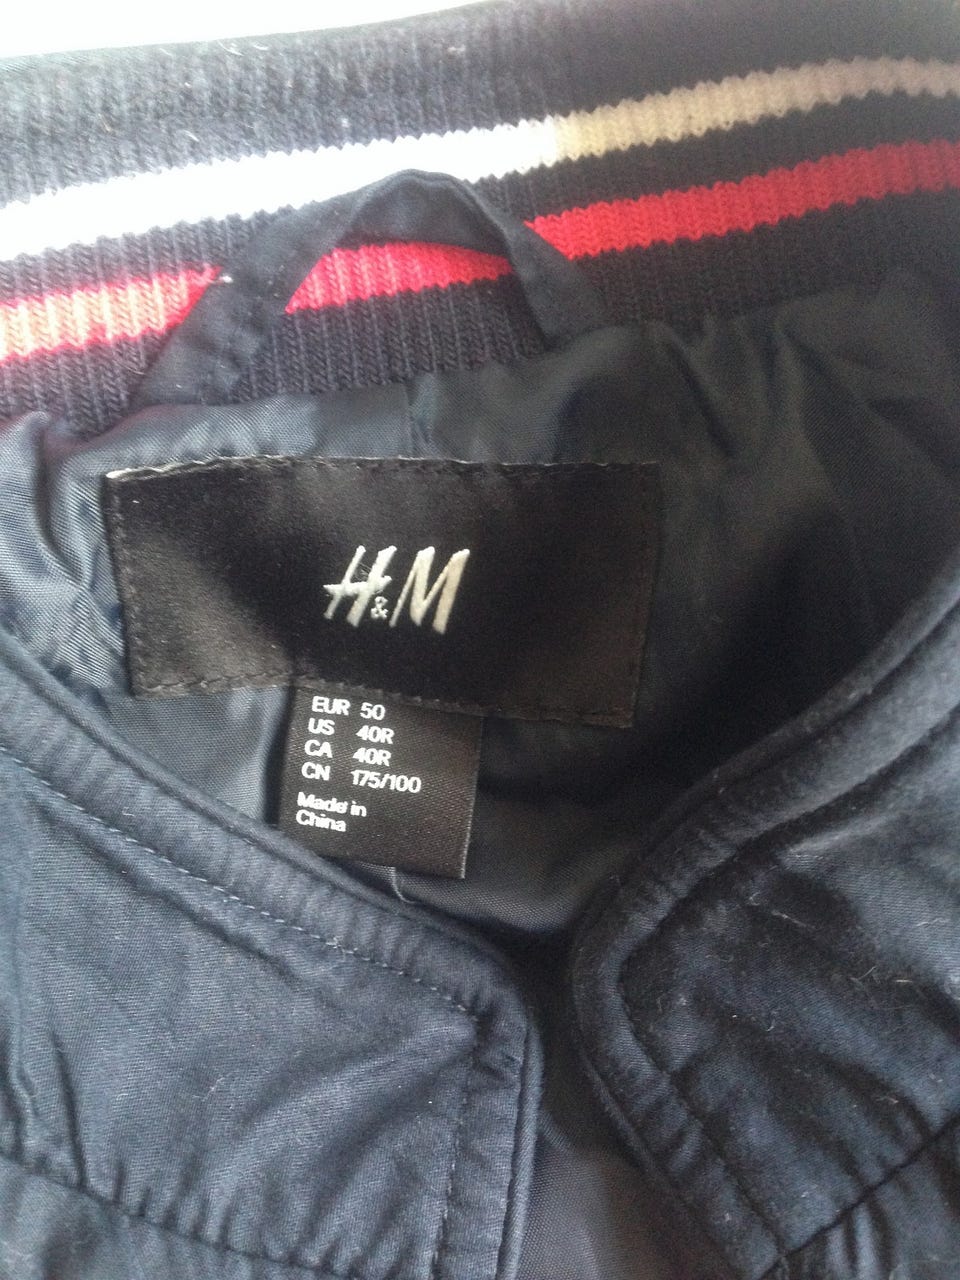 H&M
EUR 50
US 40R
CA 40R
CN 175/100
Made in
China